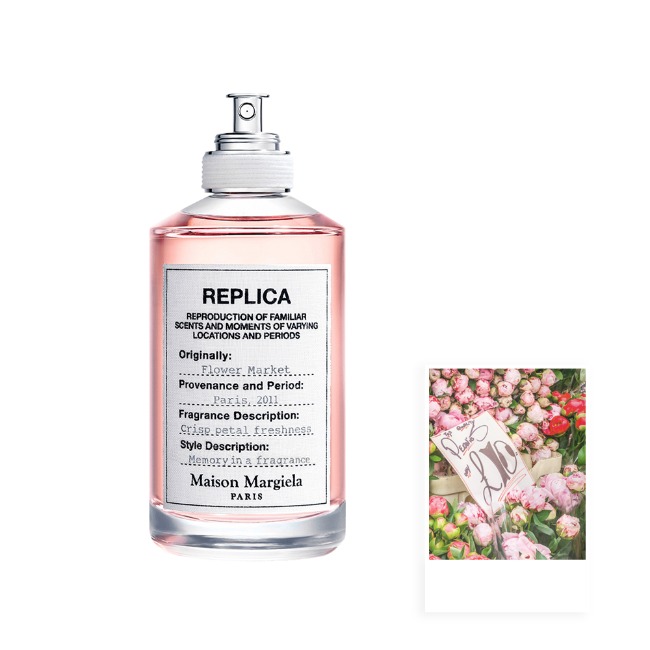 REPLICA
REPRODUCTION OF FAMILIAR
SCENTS AND MOMENTS OF VARYING
LOCATIONS AND PERIODS
Originally:
Flower Market
Provenance and Period:
Paris, 2011
Fragrance Description:
Crisp petal freshness
Style Description:
Memory in a fragrance
Maison Margiela
PARIS
£10